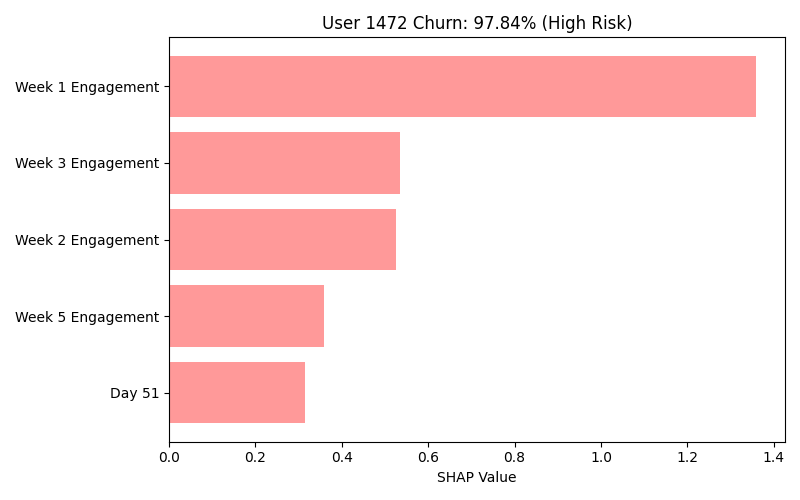 User 1472 Churn: 97.84% (High Risk)
Week 1 Engagement
Week 3 Engagement
Week 2 Engagement
Week 5 Engagement
Day 51
0.0 0.2 0.4 0.6 0.8 1.0 1.2 1.4
SHAP Value